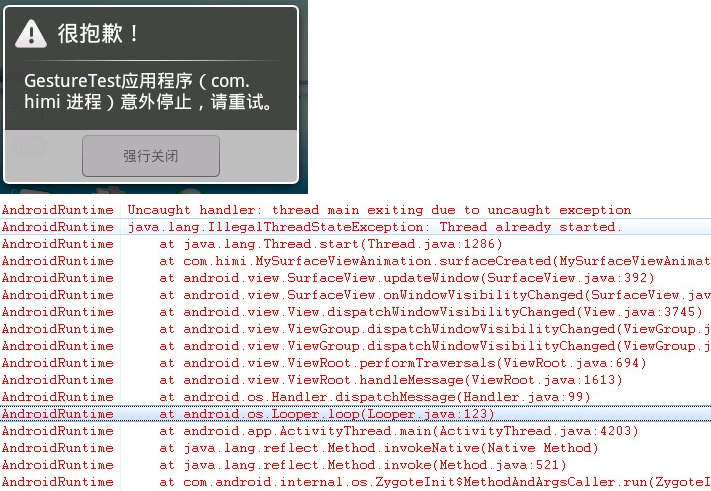 很抱歉！
GestureTest应用程序（com.
himi 进程）意外停止，请重试。
强行关闭
AndroidRuntime Uncaught handler: thread main exiting due to uncaught exception
AndroidRuntime java.lang.IllegalThreadStateException: Thread already started.
AndroidRuntime at java.lang.Thread.start(Thread.java:1286)
AndroidRuntime at com.himi.MySurfaceViewAnimation.surfaceCreated(MySurfaceViewAnimat
AndroidRuntime at android.view.SurfaceView.updateWindow(SurfaceView.java:392)
AndroidRuntime at android.view.SurfaceView.onWindowVisibilityChanged(SurfaceView.jav
AndroidRuntime at android.view.View.dispatchWindowVisibilityChanged(View.java:3745)
AndroidRuntime at android.view.ViewGroup.dispatchWindowVisibilityChanged(ViewGroup.j
AndroidRuntime at android.view.ViewGroup.dispatchWindowVisibilityChanged(ViewGroup.j
AndroidRuntime at android.view.ViewRoot.performTraversals(ViewRoot.java:694)
AndroidRuntime at android.view.ViewRoot.handleMessage(ViewRoot.java:1613)
AndroidRuntime at android.os.Handler.dispatchMessage(Handler.java:99)
AndroidRuntime at android.os.Looper.loop(Looper.java:123)
AndroidRuntime at android.app.ActivityThread.main(ActivityThread.java:4203)
AndroidRuntime at java.lang.reflect.Method.invokeNative(Native Method)
AndroidRuntime at java.lang.reflect.Method.invoke(Method.java:521)
AndroidRuntime at com.android.internal.os.ZygoteInit$MethodAndArgsCaller.run(ZygoteI